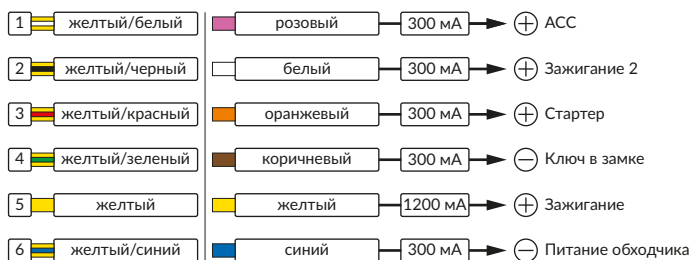 1 желтый/белый розовый 300 мА + ACC
2 желтый/черный белый 300 мА + Зажигание 2
3 желтый/красный оранжевый 300 мА + Стартер
4 желтый/зеленый коричневый 300 мА − Ключ в замке
5 желтый желтый 1200 мА + Зажигание
6 желтый/синий синий 300 мА − Питание обходчика